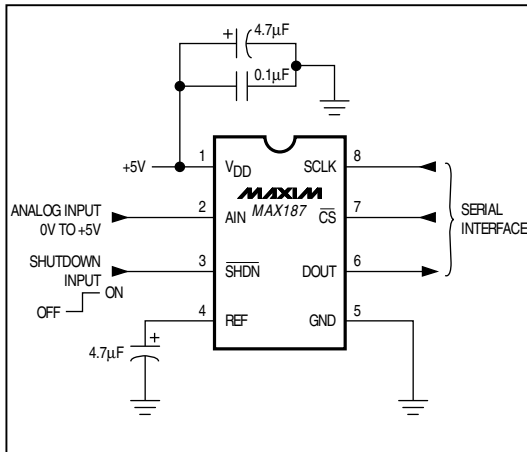 + 4.7µF
0.1µF
+5V
1 VDD SCLK 8
MAXIM
MAX187
ANALOG INPUT
0V TO +5V
2 AIN CS 7
SERIAL
INTERFACE
SHUTDOWN
INPUT
3 SHDN DOUT 6
ON
OFF
4 REF GND 5
4.7µF +